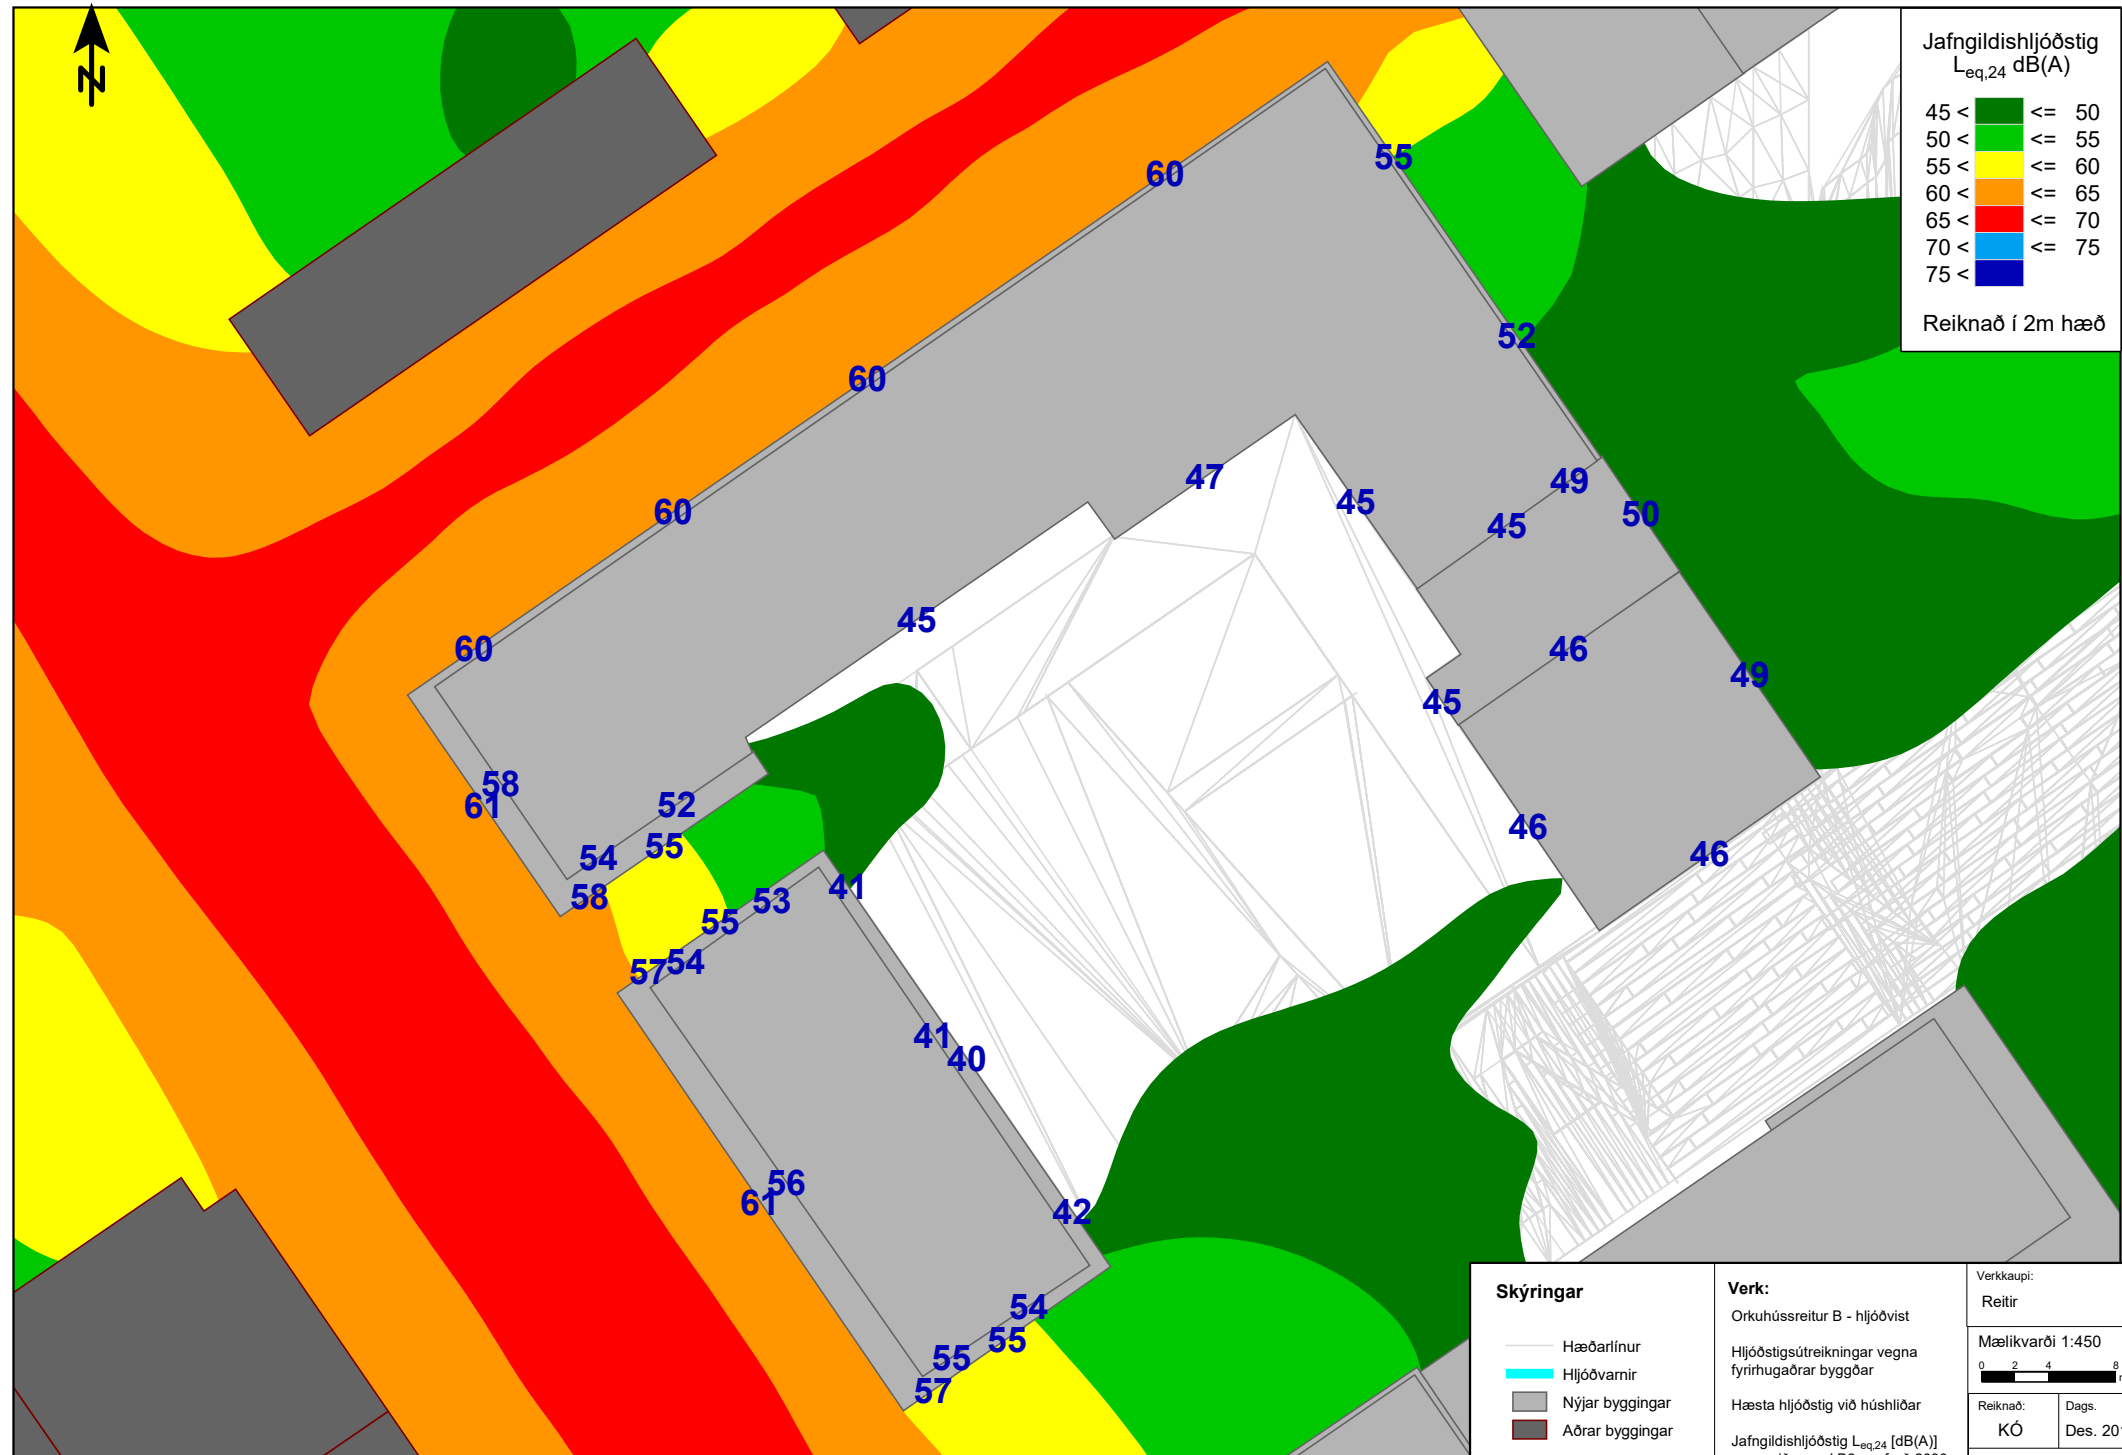 N
Jafngildishljóðstig
Leq,24 dB(A)
45 < <= 50
50 < <= 55
55 < <= 60
60 < <= 65
65 < <= 70
70 < <= 75
75 <
Reiknað í 2m hæð
60
55
52
60
47
45
49
45
50
60
45
46
49
60
45
58
61
52
46
55
54
46
58
41
53
55
54
57
41
40
56
61
42
54
55
55
57
Skýringar
Hæðarlínur
Hljóðvarnir
Nýjar byggingar
Aðrar byggingar
Verk:
Orkuhússreitur B - hljóðvist
Hljóðstigsútreikningar vegna
fyrirhugaðrar byggðar
Hæsta hljóðstig við húshliðar
Jafngildishljóðstig Leq,24 [dB(A)]
Verkkaupi:
Reitir
Mælikvarði 1:450
0 2 4 8
Reiknað:
KÓ
Dags.
Des.